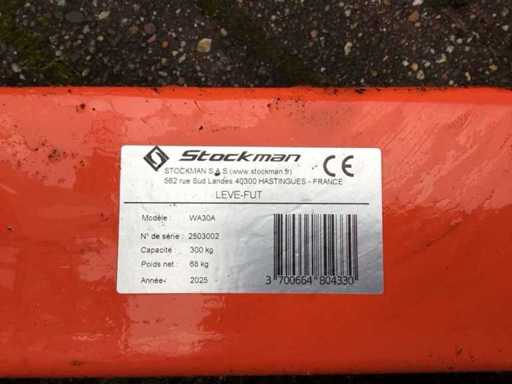 Stockman
CE
STOCKMAN S.A.S (www.stockman.fr)
562 rue Sud Landes 40300 HASTINGUES - FRANCE
LEVE-FUT
Modèle : WA30A
N° de série : 2503002
Capacité : 300 kg
Poids net : 68 kg
Année : 2025
3 700664 804330